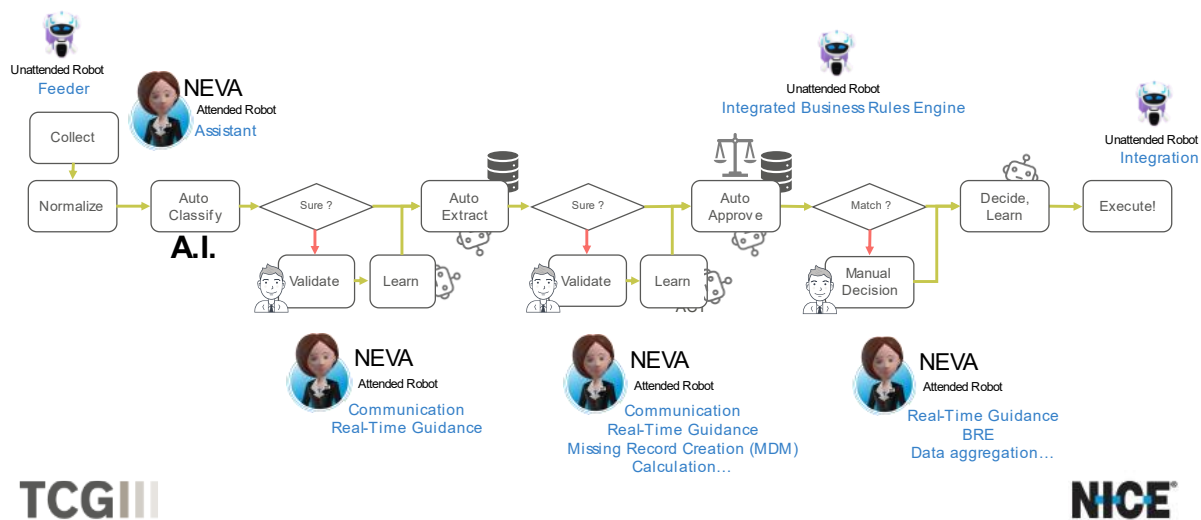 Unattended Robot
Feeder
NEVA
Attended Robot
Assistant
Unattended Robot
Integrated Business Rules Engine
Unattended Robot
Integration
Collect
Normalize
Auto
Classify
A.I.
Sure ?
Auto
Extract
Sure ?
Auto
Approve
Match ?
Decide,
Learn
Execute!
Validate
Learn
Validate
Learn
Manual
Decision
NEVA
Attended Robot
Communication
Real-Time Guidance
NEVA
Attended Robot
Communication
Real-Time Guidance
Missing Record Creation (MDM)
Calculation…
NEVA
Attended Robot
Real-Time Guidance
BRE
Data aggregation…
TCG
NICE®